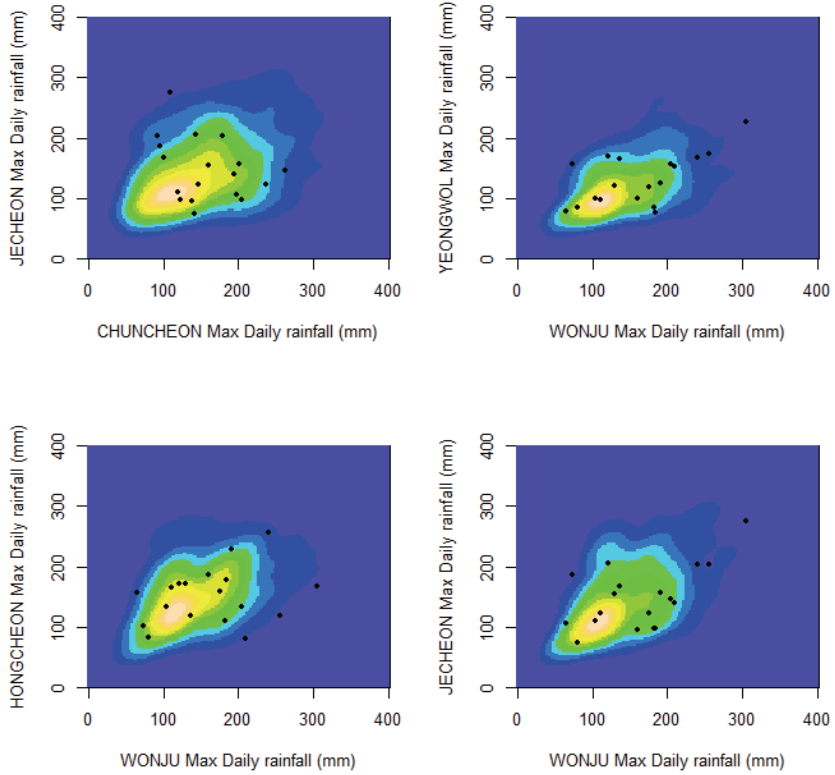 JECHEON Max Daily rainfall (mm)
400
300
200
100
0
0 100 200 300 400
CHUNCHEON Max Daily rainfall (mm)
YEONGWOL Max Daily rainfall (mm)
400
300
200
100
0
0 100 200 300 400
WONJU Max Daily rainfall (mm)
HONGCHEON Max Daily rainfall (mm)
400
300
200
100
0
0 100 200 300 400
WONJU Max Daily rainfall (mm)
JECHEON Max Daily rainfall (mm)
400
300
200
100
0
0 100 200 300 400
WONJU Max Daily rainfall (mm)